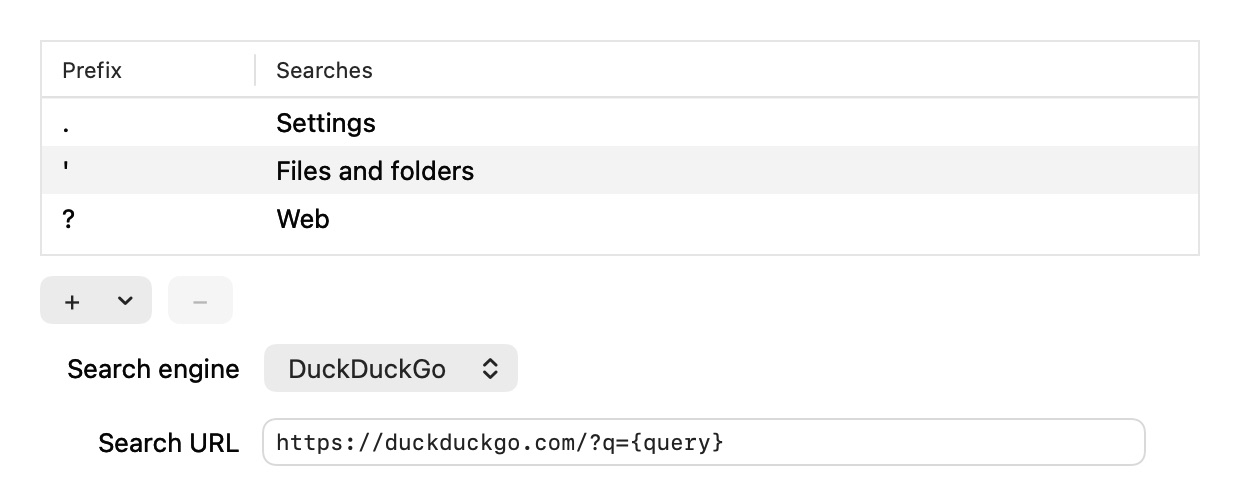 Prefix Searches
. Settings
' Files and folders
? Web
+
−
Search engine DuckDuckGo
Search URL https://duckduckgo.com/?q={query}